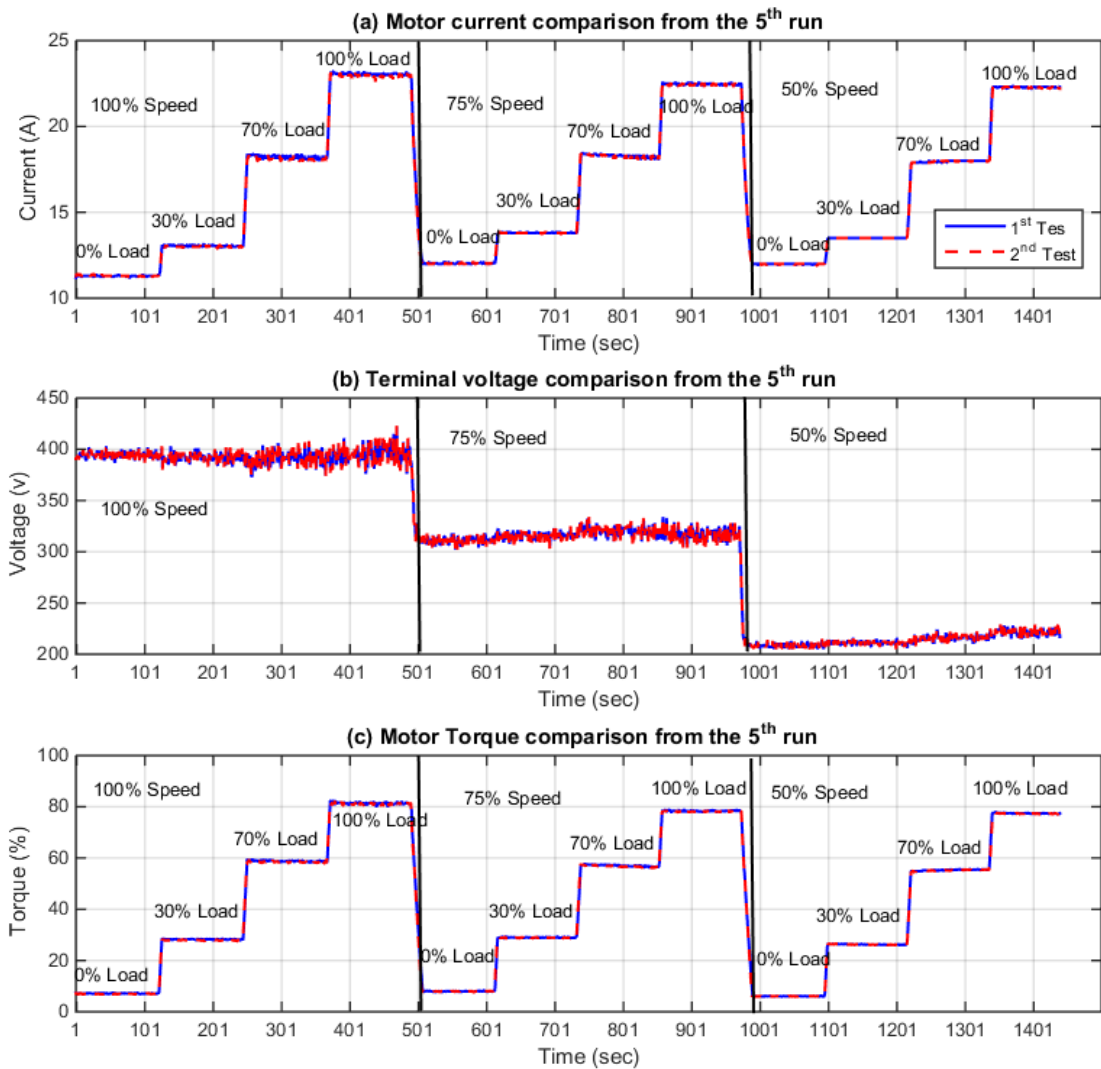 (a) Motor current comparison from the 5th run
25
20
15
10
Current (A)
100% Speed
75% Speed
50% Speed
0% Load
30% Load
70% Load
100% Load
0% Load
30% Load
70% Load
100% Load
0% Load
30% Load
70% Load
100% Load
1st Tes
2nd Test
1 101 201 301 401 501 601 701 801 901 1001 1101 1201 1301 1401
Time (sec)
(b) Terminal voltage comparison from the 5th run
450
400
350
300
250
200
Voltage (v)
100% Speed
75% Speed
50% Speed
1 101 201 301 401 501 601 701 801 901 1001 1101 1201 1301 1401
Time (sec)
(c) Motor Torque comparison from the 5th run
100
80
60
40
20
0
Torque (%)
100% Speed
75% Speed
50% Speed
0% Load
30% Load
70% Load
100% Load
0% Load
30% Load
70% Load
100% Load
0% Load
30% Load
70% Load
100% Load
1 101 201 301 401 501 601 701 801 901 1001 1101 1201 1301 1401
Time (sec)